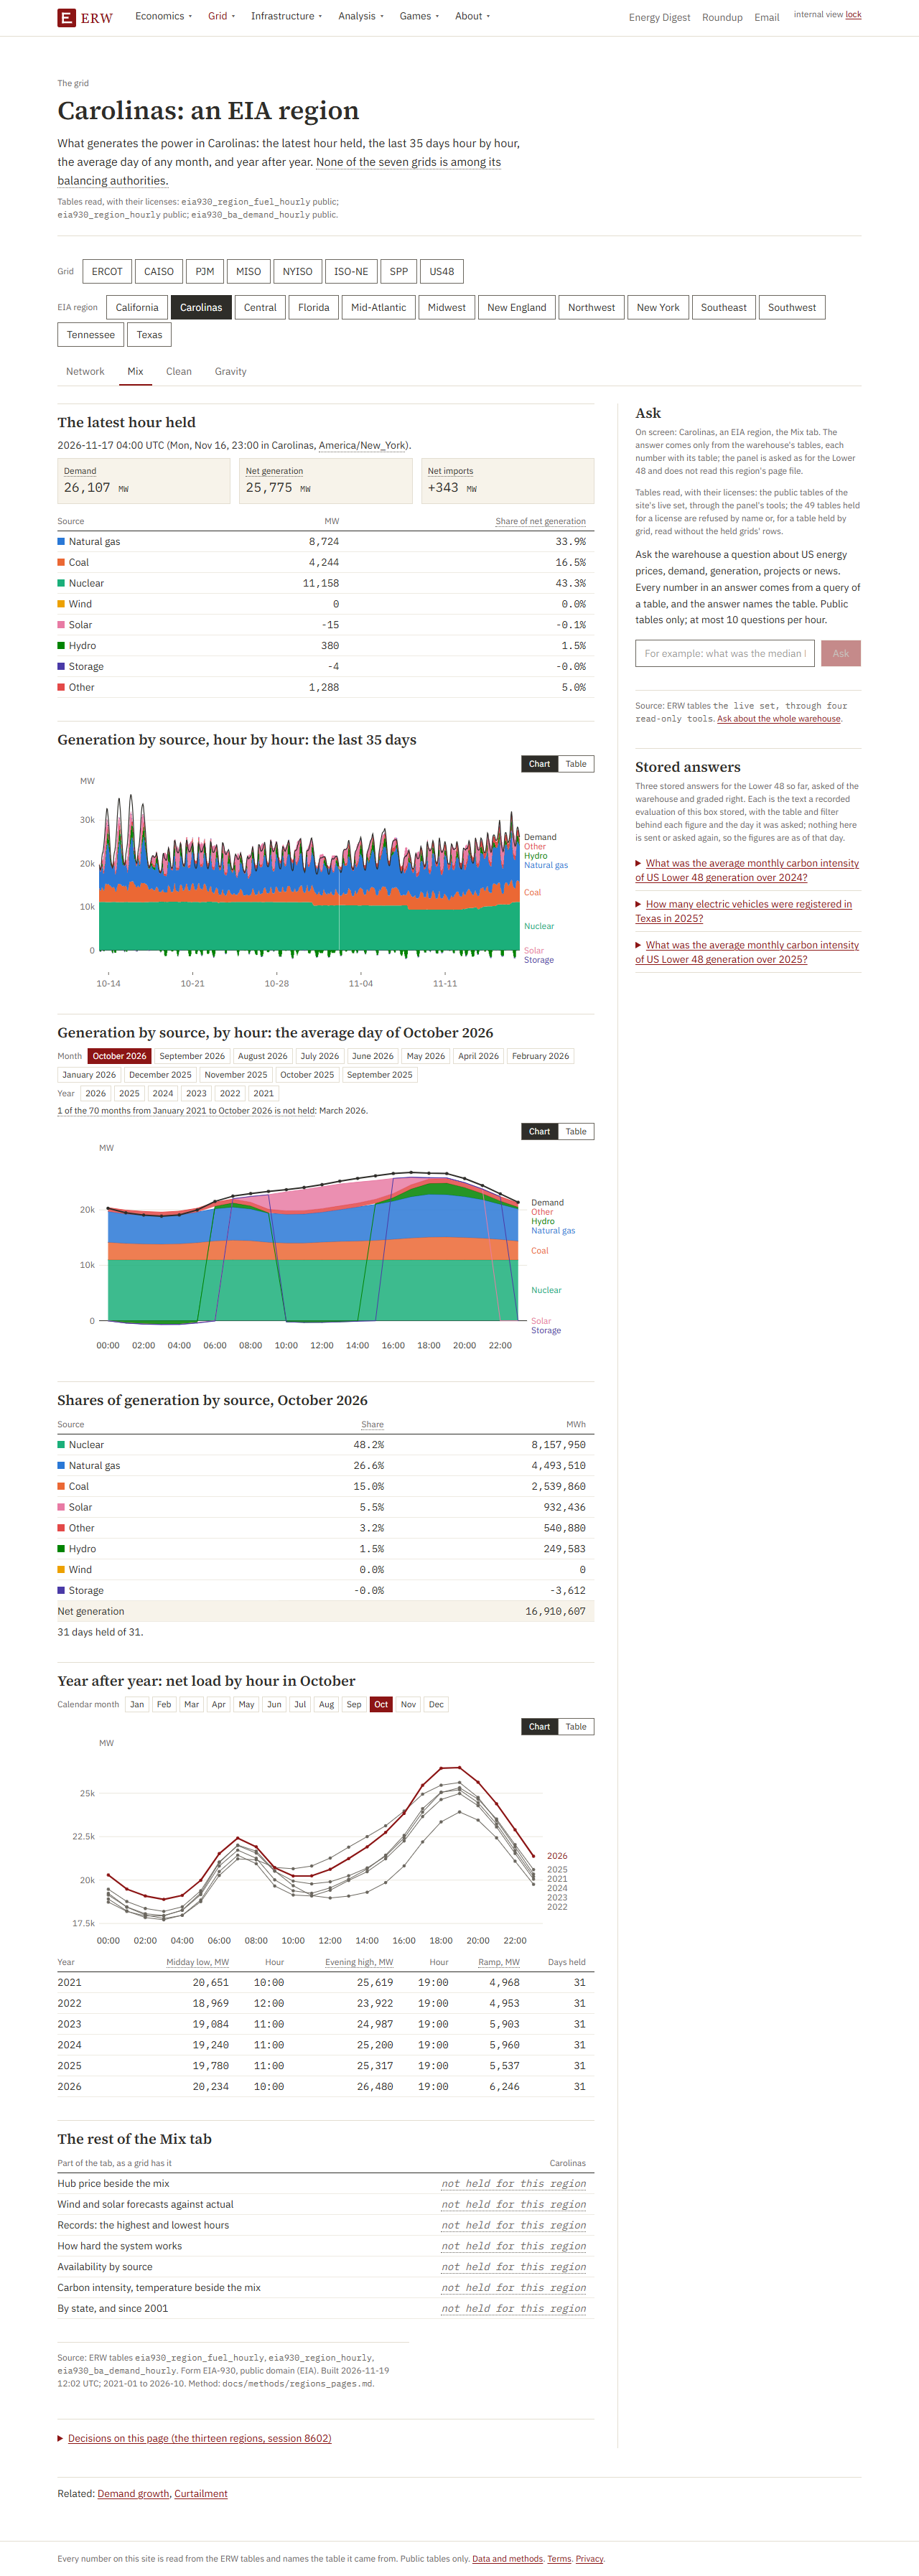 E ERW Economics Grid Infrastructure Analysis Games About Energy Digest Roundup Email internal view lock
The grid
Carolinas: an EIA region
What generates the power in Carolinas: the latest hour held, the last 35 days hour by hour,
the average day of any month, and year after year. None of the seven grids is among its
balancing authorities.
Tables read, with their licenses: eia930_region_fuel_hourly public;
eia930_region_hourly public; eia930_ba_demand_hourly public.
Grid ERCOT CAISO PJM MISO NYISO ISO-NE SPP US48
EIA region California Carolinas Central Florida Mid-Atlantic Midwest New England Northwest New York Southeast Southwest
Tennessee Texas
Network Mix Clean Gravity
The latest hour held
2026-11-17 04:00 UTC (Mon, Nov 16, 23:00 in Carolinas, America/New_York).
Demand Net generation Net imports
26,107 MW 25,775 MW +343 MW
Source MW Share of net generation
Natural gas 8,724 33.9%
Coal 4,244 16.5%
Nuclear 11,158 43.3%
Wind 0 0.0%
Solar -15 -0.1%
Hydro 380 1.5%
Storage -4 -0.0%
Other 1,288 5.0%
Generation by source, hour by hour: the last 35 days
Chart Table
MW
30k
20k
10k
0
Demand
Other
Hydro
Natural gas
Coal
Nuclear
Solar
Storage
10-14 10-21 10-28 11-04 11-11
Generation by source, by hour: the average day of October 2026
Month October 2026 September 2026 August 2026 July 2026 June 2026 May 2026 April 2026 February 2026
January 2026 December 2025 November 2025 October 2025 September 2025
Year 2026 2025 2024 2023 2022 2021
1 of the 70 months from January 2021 to October 2026 is not held: March 2026.
Chart Table
MW
20k
10k
0
Demand
Other
Hydro
Natural gas
Coal
Nuclear
Solar
Storage
00:00 02:00 04:00 06:00 08:00 10:00 12:00 14:00 16:00 18:00 20:00 22:00
Shares of generation by source, October 2026
Source Share MWh
Nuclear 48.2% 8,157,950
Natural gas 26.6% 4,493,510
Coal 15.0% 2,539,860
Solar 5.5% 932,436
Other 3.2% 540,880
Hydro 1.5% 249,583
Wind 0.0% 0
Storage -0.0% -3,612
Net generation 16,910,607
31 days held of 31.
Year after year: net load by hour in October
Calendar month Jan Feb Mar Apr May Jun Jul Aug Sep Oct Nov Dec
Chart Table
MW
25k
22.5k
20k
17.5k
2026
2025
2021
2024
2023
2022
00:00 02:00 04:00 06:00 08:00 10:00 12:00 14:00 16:00 18:00 20:00 22:00
Year Midday low, MW Hour Evening high, MW Hour Ramp, MW Days held
2021 20,651 10:00 25,619 19:00 4,968 31
2022 18,969 12:00 23,922 19:00 4,953 31
2023 19,084 11:00 24,987 19:00 5,903 31
2024 19,240 11:00 25,200 19:00 5,960 31
2025 19,780 11:00 25,317 19:00 5,537 31
2026 20,234 10:00 26,480 19:00 6,246 31
The rest of the Mix tab
Part of the tab, as a grid has it Carolinas
Hub price beside the mix not held for this region
Wind and solar forecasts against actual not held for this region
Records: the highest and lowest hours not held for this region
How hard the system works not held for this region
Availability by source not held for this region
Carbon intensity, temperature beside the mix not held for this region
By state, and since 2001 not held for this region
Source: ERW tables eia930_region_fuel_hourly, eia930_region_hourly,
eia930_ba_demand_hourly. Form EIA-930, public domain (EIA). Built 2026-11-19
12:02 UTC; 2021-01 to 2026-10. Method: docs/methods/regions_pages.md.
Decisions on this page (the thirteen regions, session 8602)
Ask
On screen: Carolinas, an EIA region, the Mix tab. The
answer comes only from the warehouse's tables, each
number with its table; the panel is asked as for the Lower
48 and does not read this region's page file.
Tables read, with their licenses: the public tables of the
site's live set, through the panel's tools; the 49 tables held
for a license are refused by name or, for a table held by
grid, read without the held grids' rows.
Ask the warehouse a question about US energy
prices, demand, generation, projects or news.
Every number in an answer comes from a query of
a table, and the answer names the table. Public
tables only; at most 10 questions per hour.
For example: what was the median Ask
Source: ERW tables the live set, through four
read-only tools. Ask about the whole warehouse.
Stored answers
Three stored answers for the Lower 48 so far, asked of the
warehouse and graded right. Each is the text a recorded
evaluation of this box stored, with the table and filter
behind each figure and the day it was asked; nothing here
is sent or asked again, so the figures are as of that day.
What was the average monthly carbon intensity
of US Lower 48 generation over 2024?
How many electric vehicles were registered in
Texas in 2025?
What was the average monthly carbon intensity
of US Lower 48 generation over 2025?
Related: Demand growth, Curtailment
Every number on this site is read from the ERW tables and names the table it came from. Public tables only. Data and methods. Terms. Privacy.